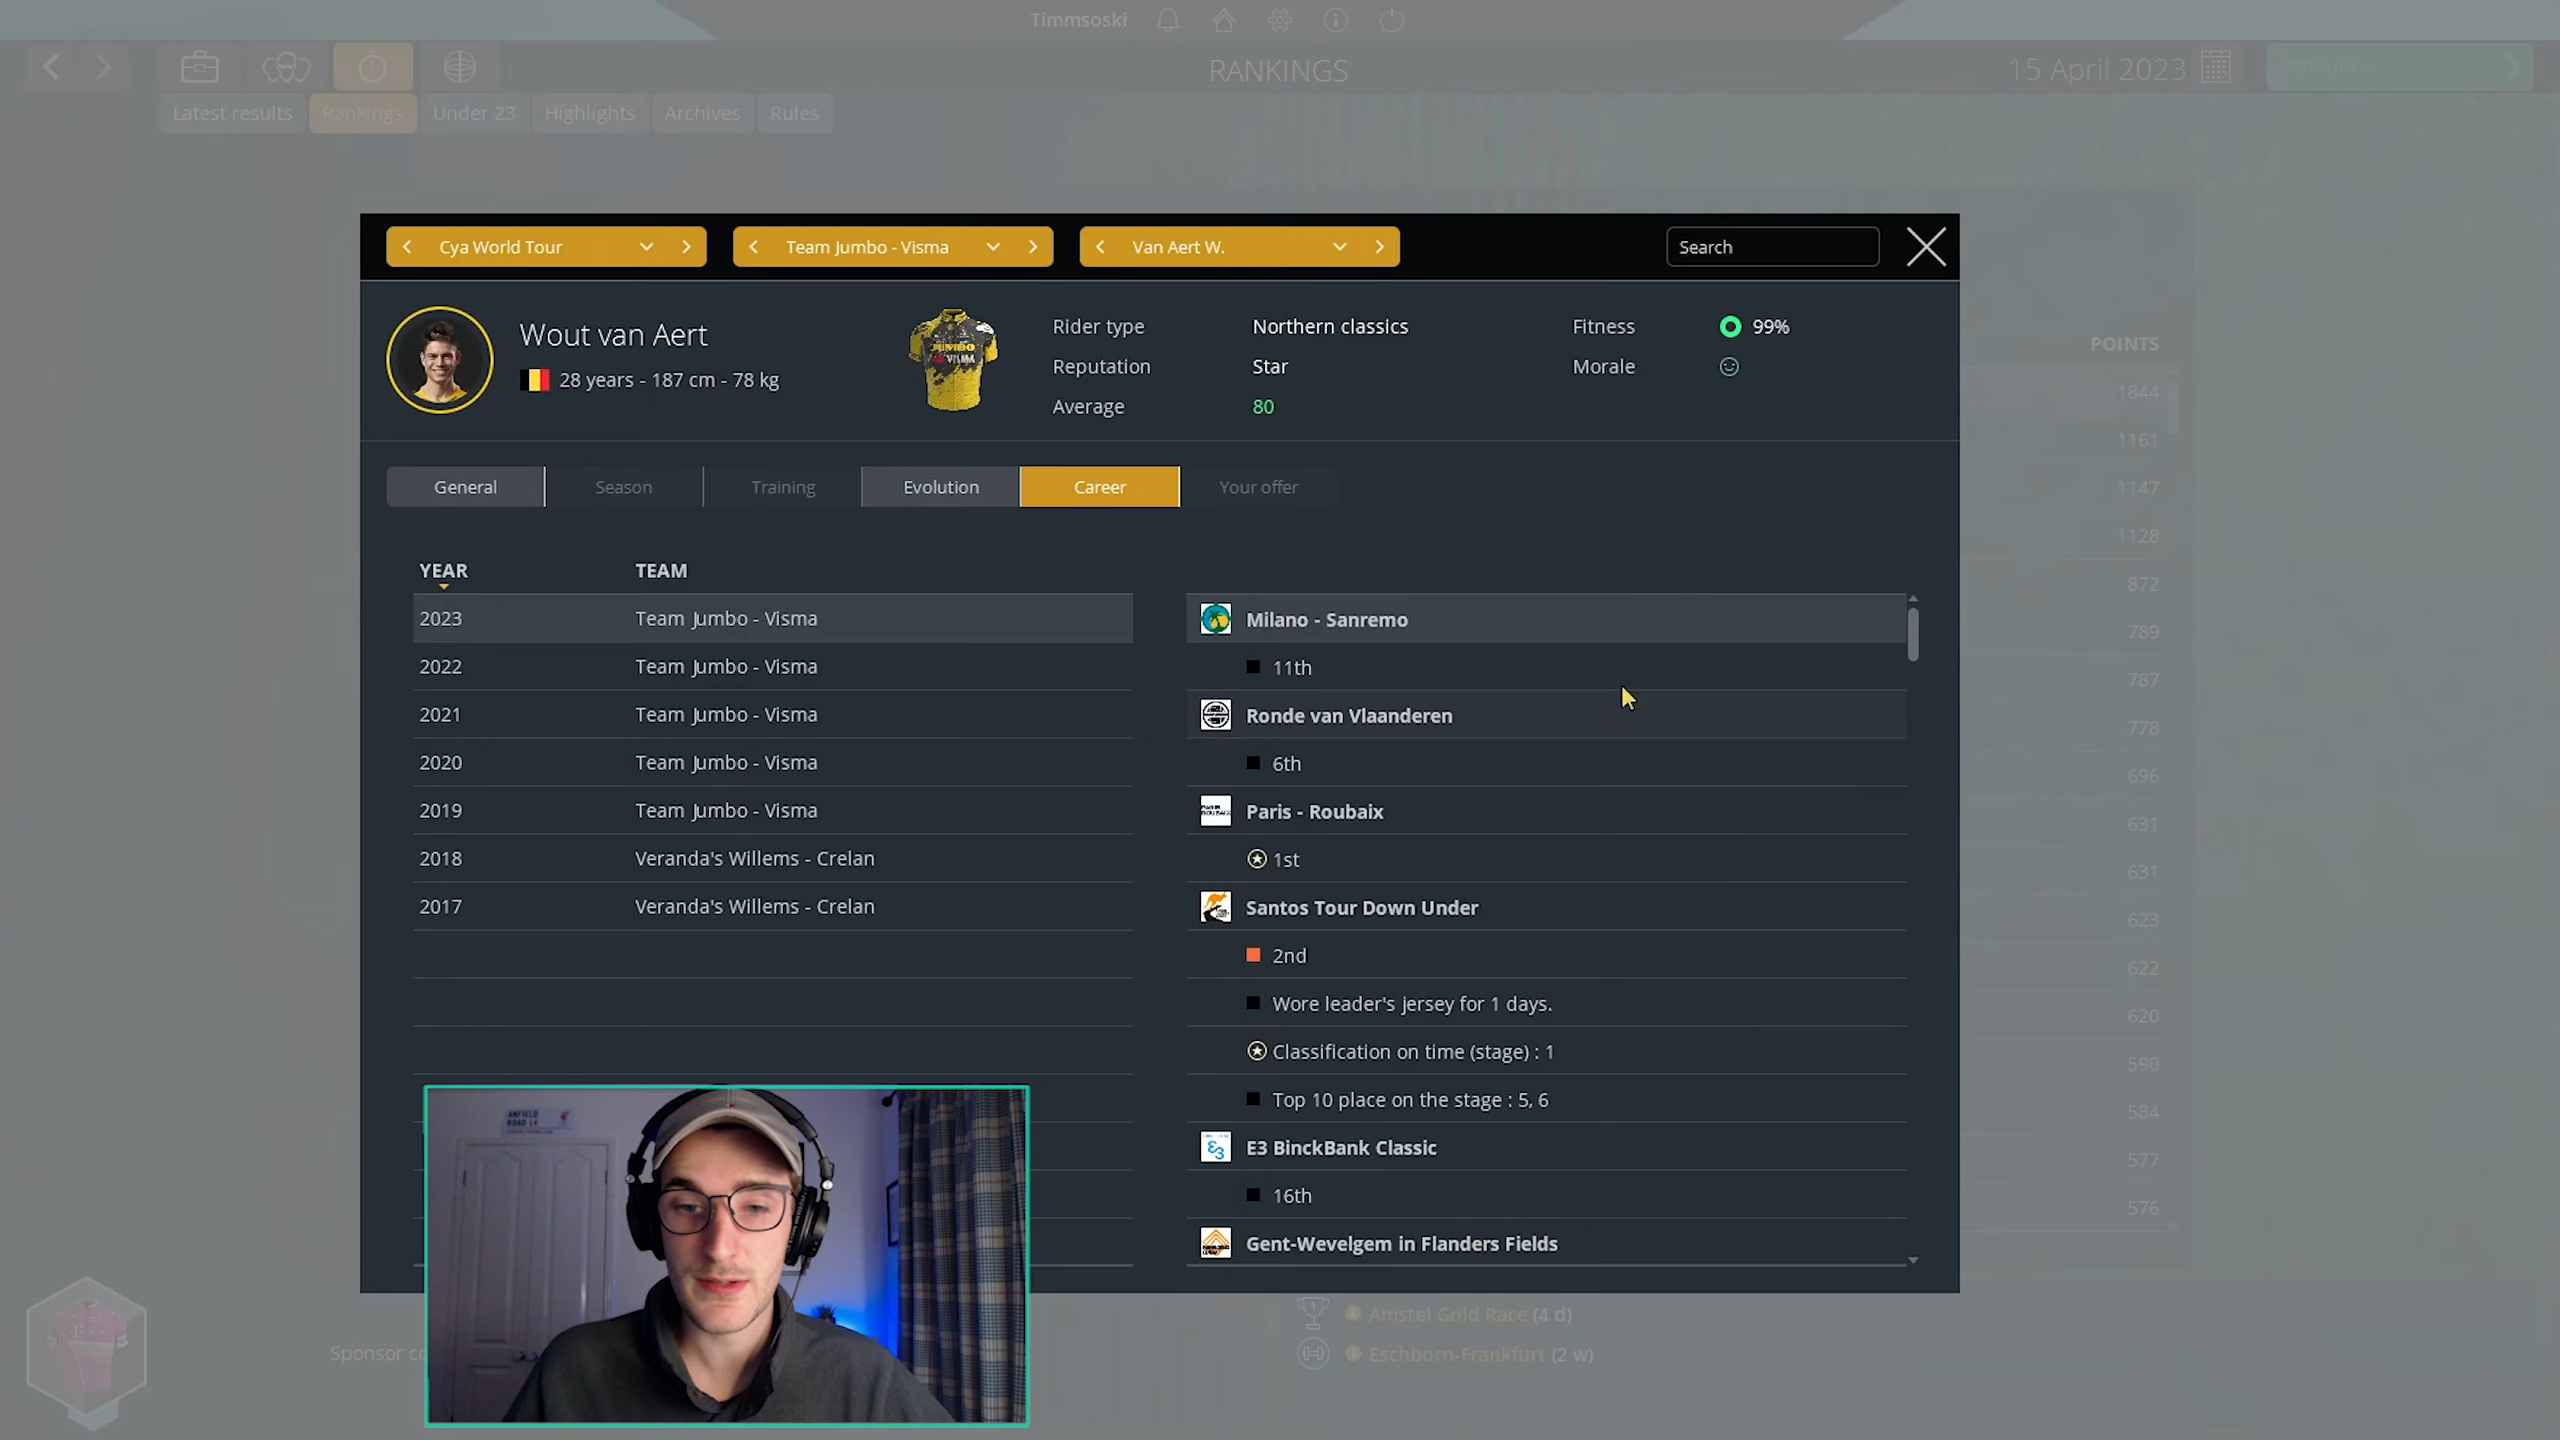 Timmsoski
RANKINGS
15 April 2023
Latest results
Rankings
Under 23
Highlights
Archives
Rules
Cya World Tour
Team Jumbo - Visma
Van Aert W.
Search
Wout van Aert
28 years - 187 cm - 78 kg
JUMBO
VISMA
Rider type Northern classics
Reputation Star
Average 80
Fitness 99%
Morale
General
Season
Training
Evolution
Career
Your offer
YEAR TEAM
2023 Team Jumbo - Visma
2022 Team Jumbo - Visma
2021 Team Jumbo - Visma
2020 Team Jumbo - Visma
2019 Team Jumbo - Visma
2018 Veranda's Willems - Crelan
2017 Veranda's Willems - Crelan
Milano - Sanremo
11th
Ronde van Vlaanderen
6th
Paris - Roubaix
1st
Santos Tour Down Under
2nd
Wore leader's jersey for 1 days.
Classification on time (stage) : 1
Top 10 place on the stage : 5, 6
E3 BinckBank Classic
16th
Gent-Wevelgem in Flanders Fields
POINTS
1844
1161
1147
1128
872
789
787
778
696
631
631
623
622
620
590
584
577
576
ANFIELD
ROAD L4
Sponsor
Amstel Gold Race (4 d)
Eschborn-Frankfurt (2 w)